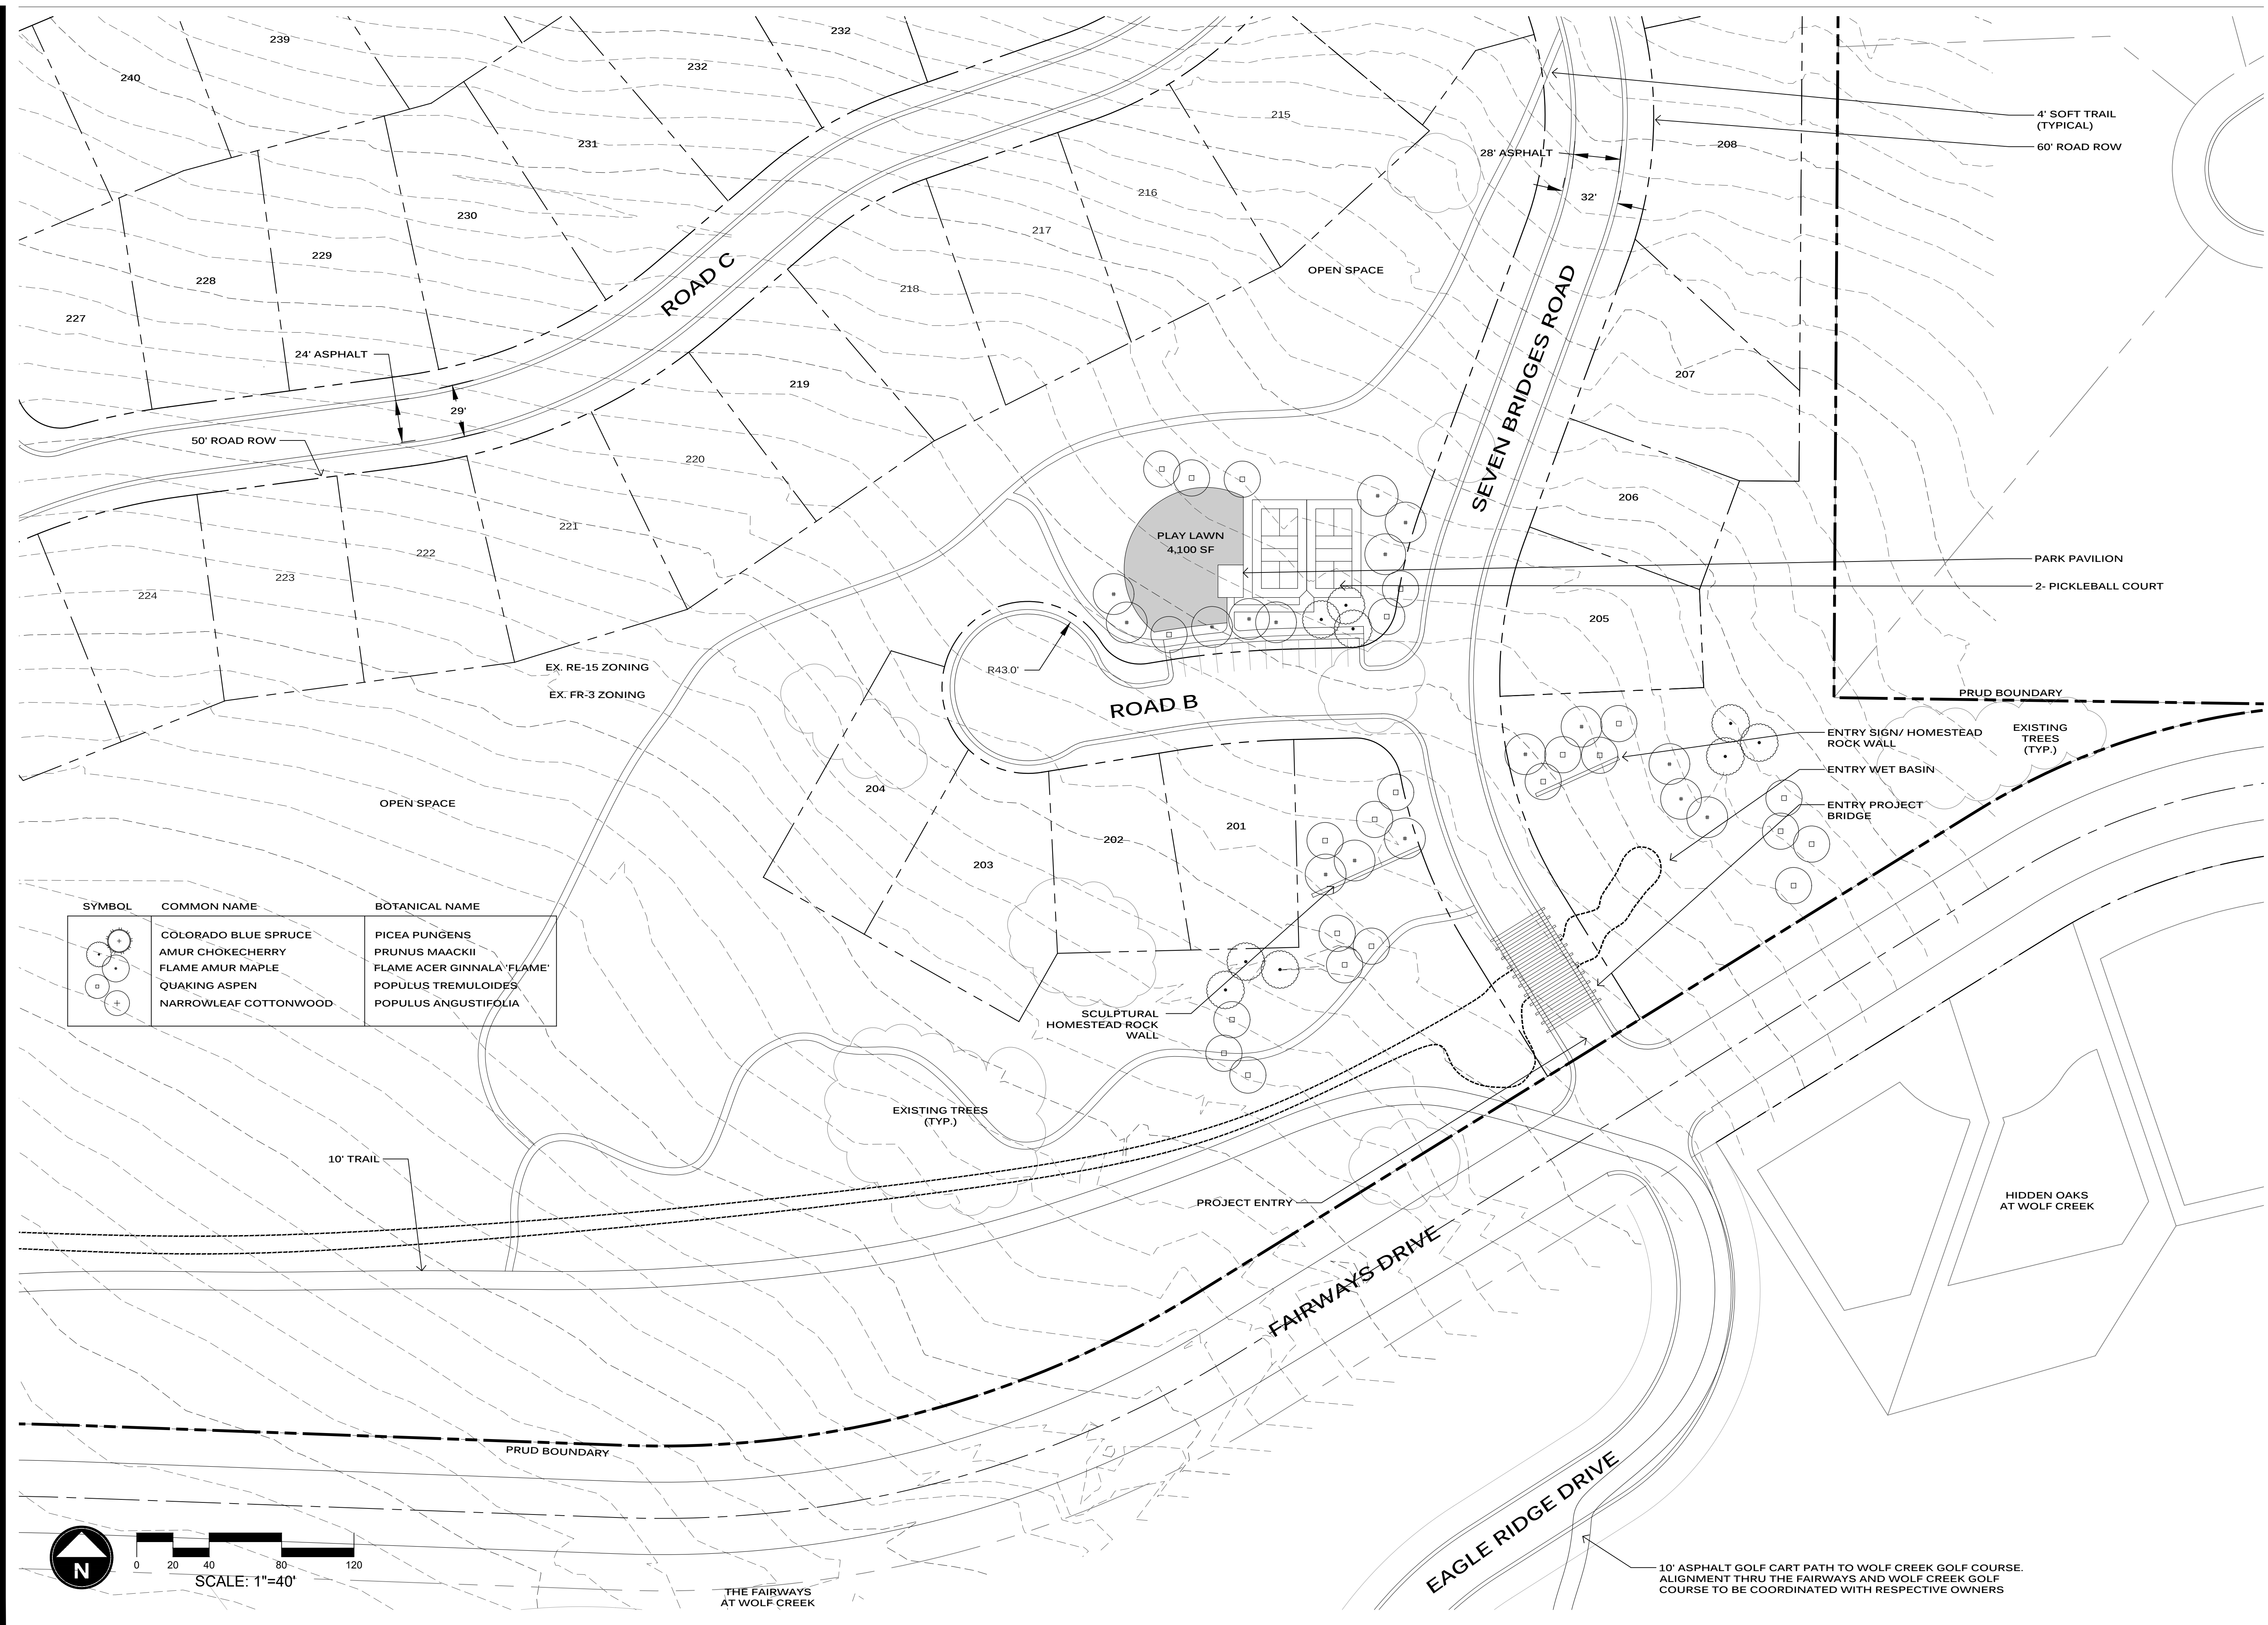 239
232
240
232
215
4' SOFT TRAIL
(TYPICAL)
231
208
60' ROAD ROW
28' ASPHALT
216
32'
230
217
229
OPEN SPACE
228
218
ROAD C
227
SEVEN BRIDGES ROAD
24' ASPHALT
207
219
29'
50' ROAD ROW
220
206
221
PLAY LAWN
4,100 SF
222
PARK PAVILION
223
2- PICKLEBALL COURT
224
205
EX. RE-15 ZONING
R43.0'
EX. FR-3 ZONING
PRUD BOUNDARY
ROAD B
ENTRY SIGN/ HOMESTEAD
ROCK WALL
EXISTING
TREES
(TYP.)
ENTRY WET BASIN
204
OPEN SPACE
ENTRY PROJECT
BRIDGE
201
202
203
SYMBOL COMMON NAME BOTANICAL NAME
COLORADO BLUE SPRUCE PICEA PUNGENS
AMUR CHOKECHERRY PRUNUS MAACKII
FLAME AMUR MAPLE FLAME ACER GINNALA 'FLAME'
QUAKING ASPEN POPULUS TREMULOIDES
NARROWLEAF COTTONWOOD POPULUS ANGUSTIFOLIA
SCULPTURAL
HOMESTEAD ROCK
WALL
EXISTING TREES
(TYP.)
10' TRAIL
PROJECT ENTRY
HIDDEN OAKS
AT WOLF CREEK
FAIRWAYS DRIVE
PRUD BOUNDARY
EAGLE RIDGE DRIVE
N
0 20 40 80 120
SCALE: 1"=40'
THE FAIRWAYS
AT WOLF CREEK
10' ASPHALT GOLF CART PATH TO WOLF CREEK GOLF COURSE.
ALIGNMENT THRU THE FAIRWAYS AND WOLF CREEK GOLF
COURSE TO BE COORDINATED WITH RESPECTIVE OWNERS